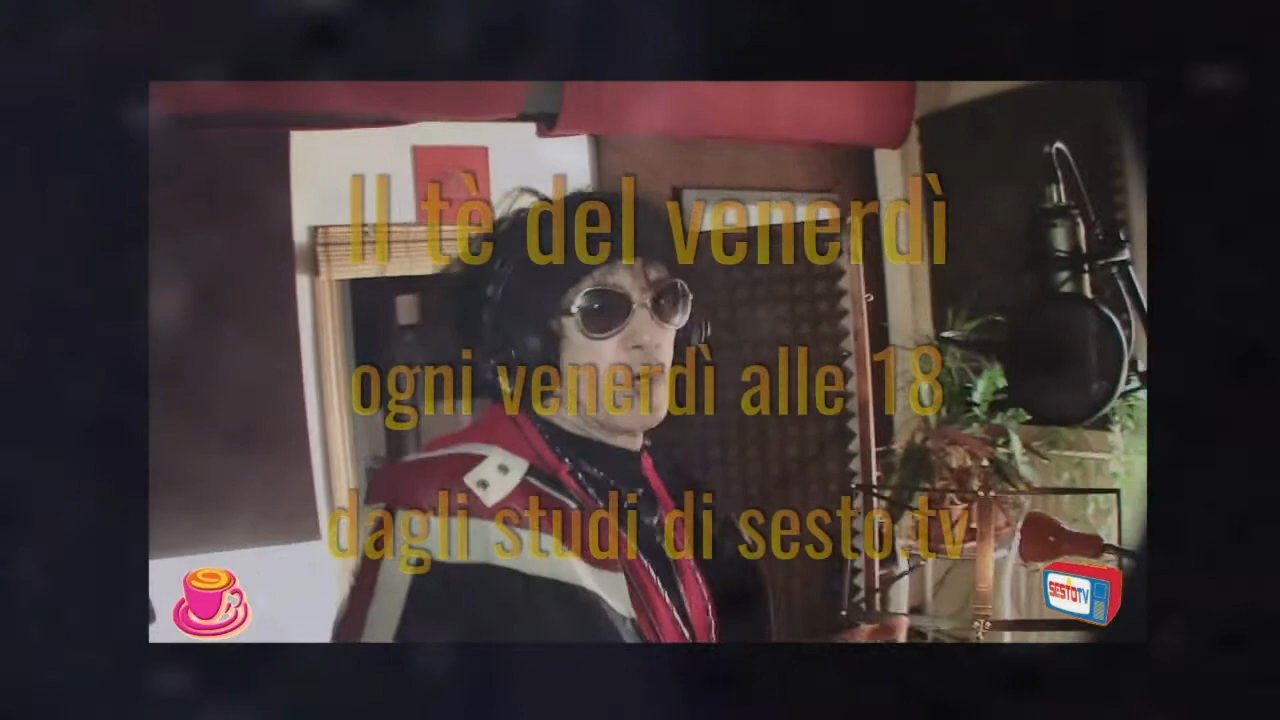 Il tè del venerdì
ogni venerdì alle 18
dagli studi di sesto.tv
SESTOTV